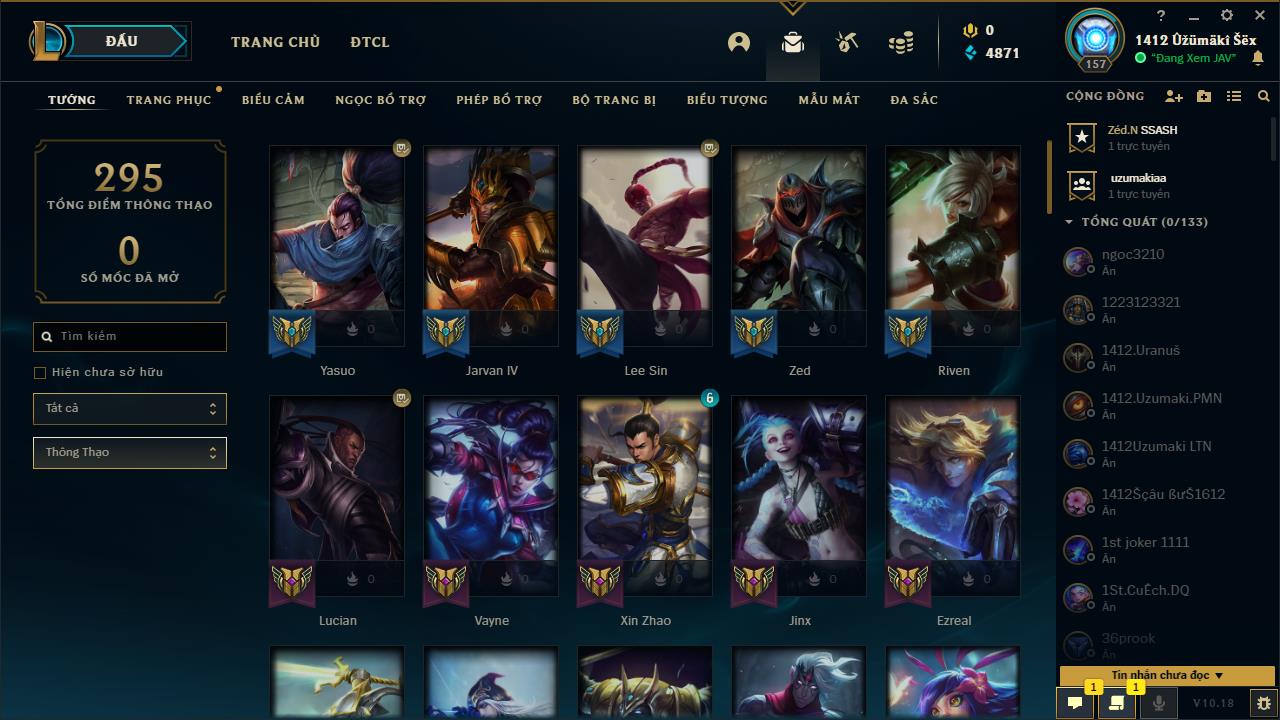 ĐẤU
TRANG CHỦ
ĐTCL
0
4871
157
1412 Ûžümäkî Šëx
"Đang Xem JAV"
TƯỚNG
TRANG PHỤC
BIỂU CẢM
NGỌC BỔ TRỢ
PHÉP BỔ TRỢ
BỘ TRANG BỊ
BIỂU TƯỢNG
MẪU MẮT
ĐA SẮC
295
TỔNG ĐIỂM THÔNG THẠO
0
SỐ MỐC ĐÃ MỞ
Tìm kiếm
Hiện chưa sở hữu
Tất cả
Thông Thạo
0
0
0
0
0
Yasuo
Jarvan IV
Lee Sin
Zed
Riven
6
0
0
0
0
0
Lucian
Vayne
Xin Zhao
Jinx
Ezreal
CỘNG ĐỒNG
Zéd.N SSASH
1 trực tuyến
uzumakiaa
1 trực tuyến
TỔNG QUÁT (0/133)
ngoc3210
Ẩn
1223123321
Ẩn
1412.Uranuš
Ẩn
1412.Uzumaki.PMN
Ẩn
1412Uzumaki LTN
Ẩn
1412Šçâu ßưŠ1612
Ẩn
1st joker 1111
Ẩn
1St.CuÊch.DQ
Ẩn
36prook
Ẩn
Tin nhắn chưa đọc
1
1
V10.18